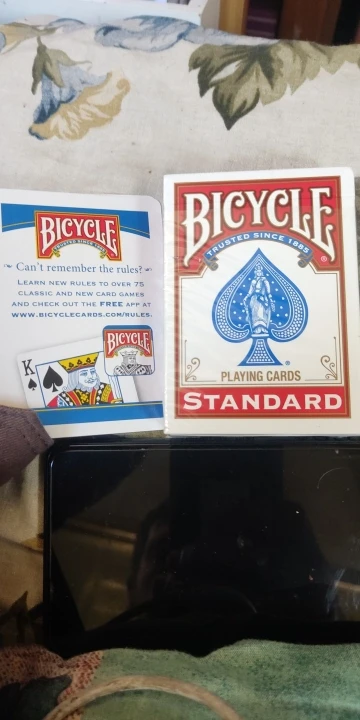 BICYCLE
TRUSTED SINCE 1885
Can't remember the rules?
LEARN NEW RULES TO OVER 75
CLASSIC AND NEW CARD GAMES
AND CHECK OUT THE FREE APP AT
WWW.BICYCLECARDS.COM/RULES.
BICYCLE
K
BICYCLE
®
TRUSTED SINCE 1885
®
PLAYING CARDS
STANDARD